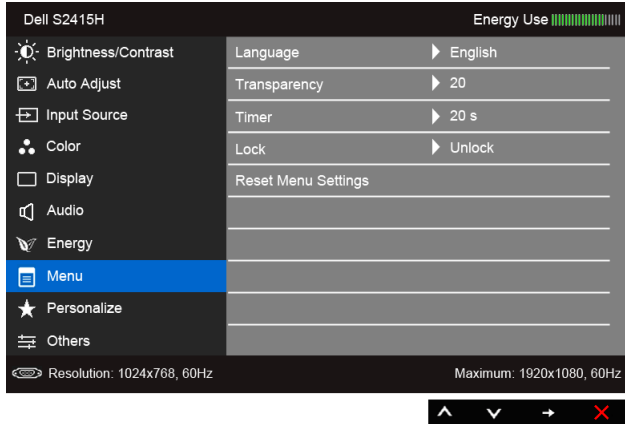 Dell S2415H
Energy Use
Brightness/Contrast
Language
English
Auto Adjust
Transparency
20
Input Source
Timer
20 s
Color
Lock
Unlock
Display
Reset Menu Settings
Audio
Energy
Menu
Personalize
Others
Resolution: 1024x768, 60Hz
Maximum: 1920x1080, 60Hz